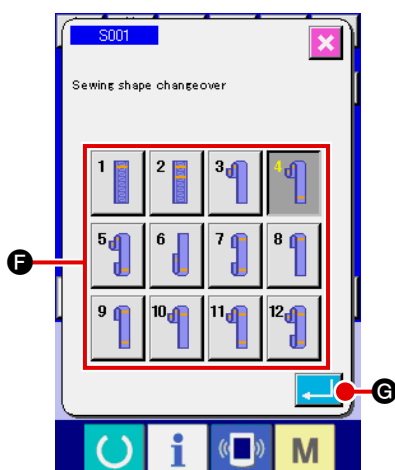 S001
Sewing shape changeover
1 2 3 4
5 6 7 8
F
9 10 11 12
G
i M